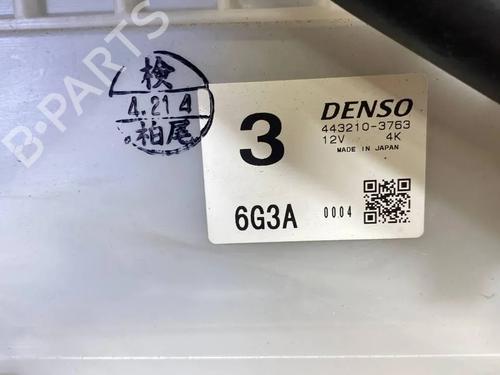 B-PARTS
検
4.21 4
柏尾
3
DENSO
443210-3763
12V 4K
MADE IN JAPAN
6G3A
0004